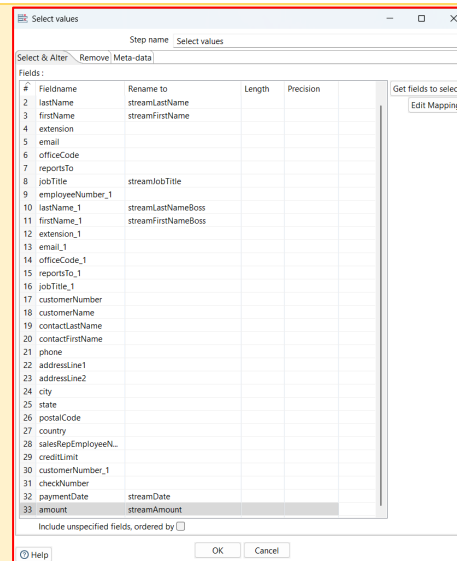 Select values
Step name Select values
Select & Alter Remove Meta-data
Fields :
# Fieldname Rename to Length Precision
Get fields to select
Edit Mapping
2 lastName streamLastName
3 firstName streamFirstName
4 extension
5 email
6 officeCode
7 reportsTo
8 jobTitle streamJobTitle
9 employeeNumber_1
10 lastName_1 streamLastNameBoss
11 firstName_1 streamFirstNameBoss
12 extension_1
13 email_1
14 officeCode_1
15 reportsTo_1
16 jobTitle_1
17 customerNumber
18 customerName
19 contactLastName
20 contactFirstName
21 phone
22 addressLine1
23 addressLine2
24 city
25 state
26 postalCode
27 country
28 salesRepEmployeeN...
29 creditLimit
30 customerNumber_1
31 checkNumber
32 paymentDate streamDate
33 amount streamAmount
Include unspecified fields, ordered by
Help
OK Cancel